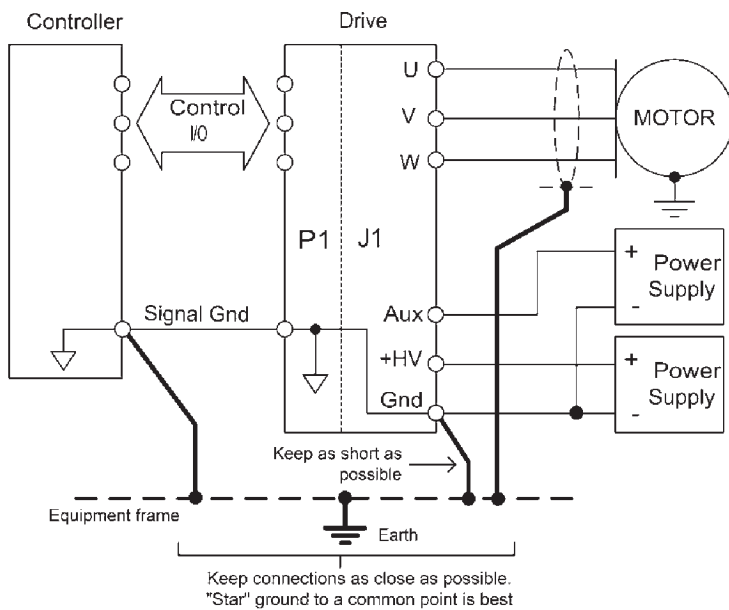 Controller
Drive
Control
I/O
U
V
W
MOTOR
P1
J1
+
Power
Supply
-
Signal Gnd
Aux
+HV
Gnd
+
Power
Supply
-
Keep as short as
possible
Equipment frame
Earth
Keep connections as close as possible.
"Star" ground to a common point is best